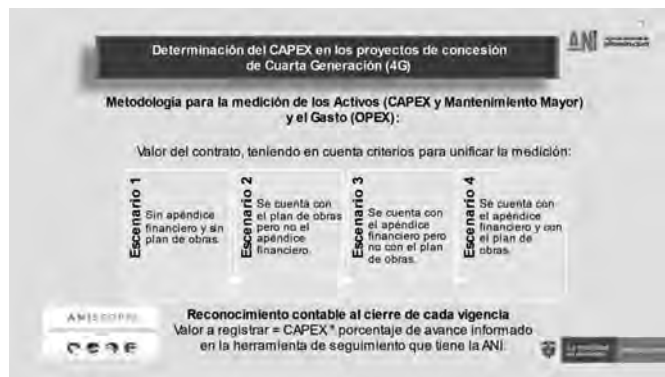 ANI
Determinación del CAPEX en los proyectos de concesión
de Cuarta Generación (4G)
Metodología para la medición de los Activos (CAPEX y Mantenimiento Mayor)
y el Gasto (OPEX):
Valor del contrato, teniendo en cuenta criterios para unificar la medición:
Escenario 1
Sin apéndice
financiero y sin
plan de obras.
Escenario 2
Se cuenta con
el plan de obras
pero no el
apéndice
financiero.
Escenario 3
Se cuenta con
el apéndice
financiero pero
no con el plan
de obras.
Escenario 4
Se cuenta con
el apéndice
financiero y con
el plan de
obras.
Reconocimiento contable al cierre de cada vigencia
Valor a registrar = CAPEX * porcentaje de avance informado
en la herramienta de seguimiento que tiene la ANI.